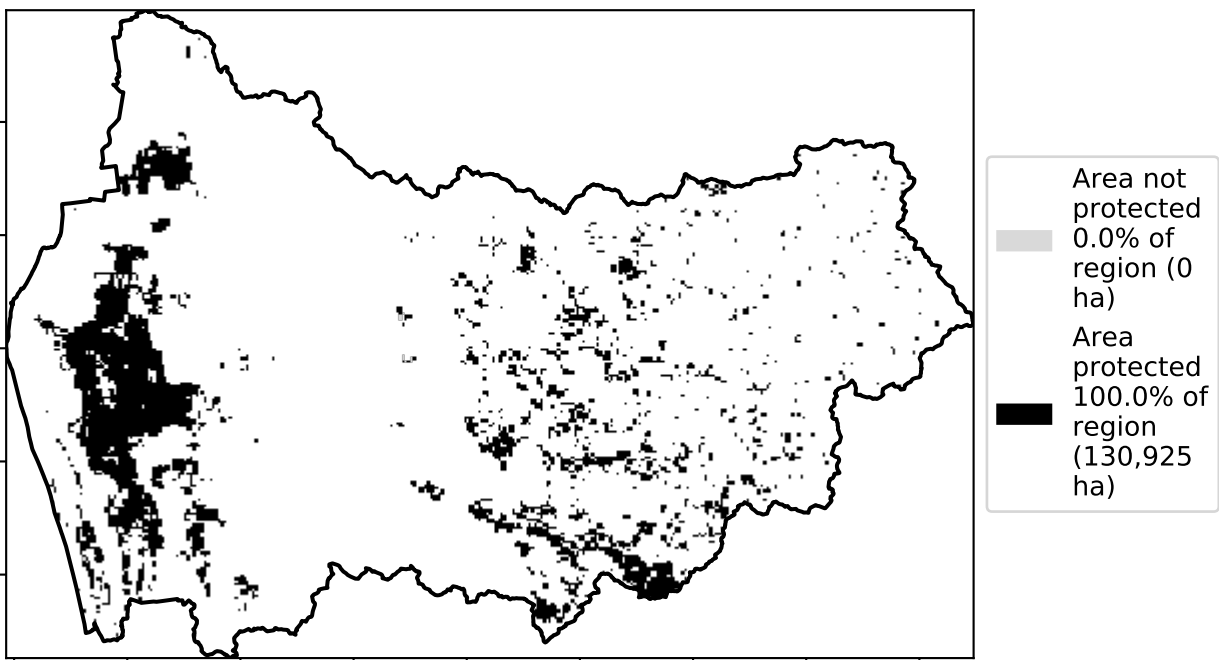 Area not
protected
0.0% of
region (0
ha)
Area
protected
100.0% of
region
(130,925
ha)